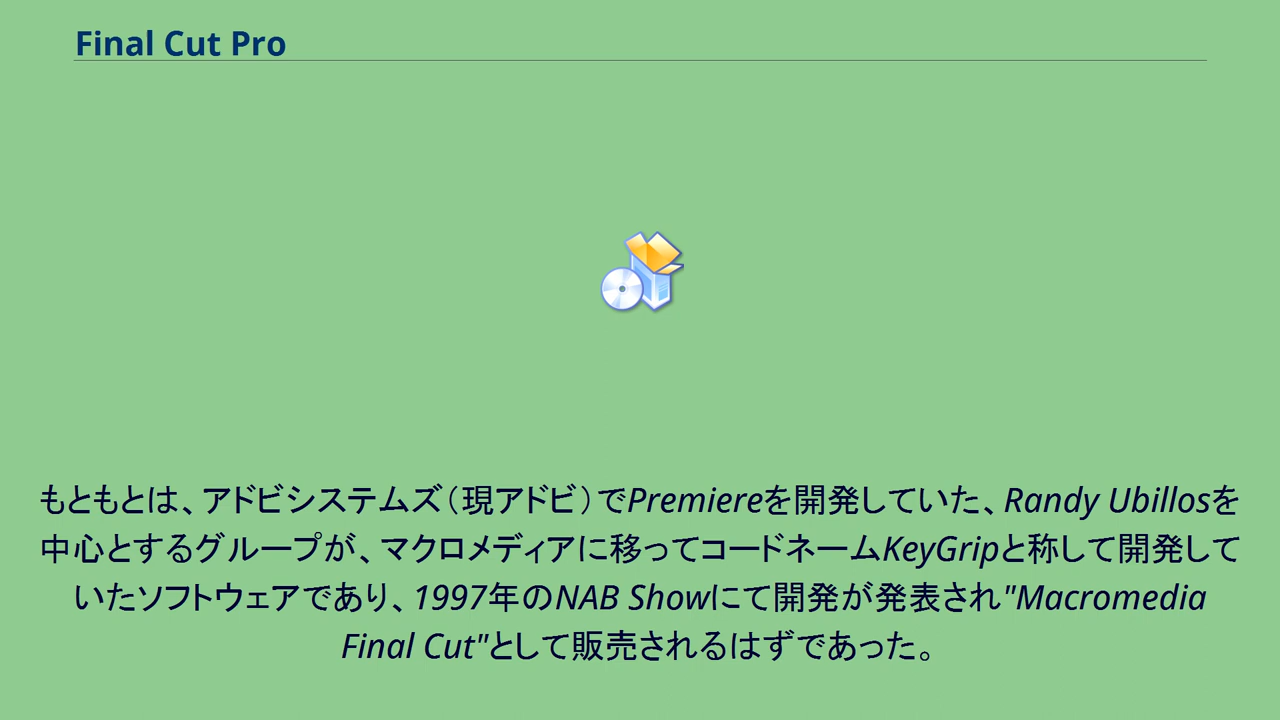 Final Cut Pro
もともとは、アドビシステムズ（現アドビ）でPremiereを開発していた、Randy Ubillosを
中心とするグループが、マクロメディアに移ってコードネームKeyGripと称して開発して
いたソフトウェアであり、1997年のNAB Showにて開発が発表され"Macromedia
Final Cut"として販売されるはずであった。